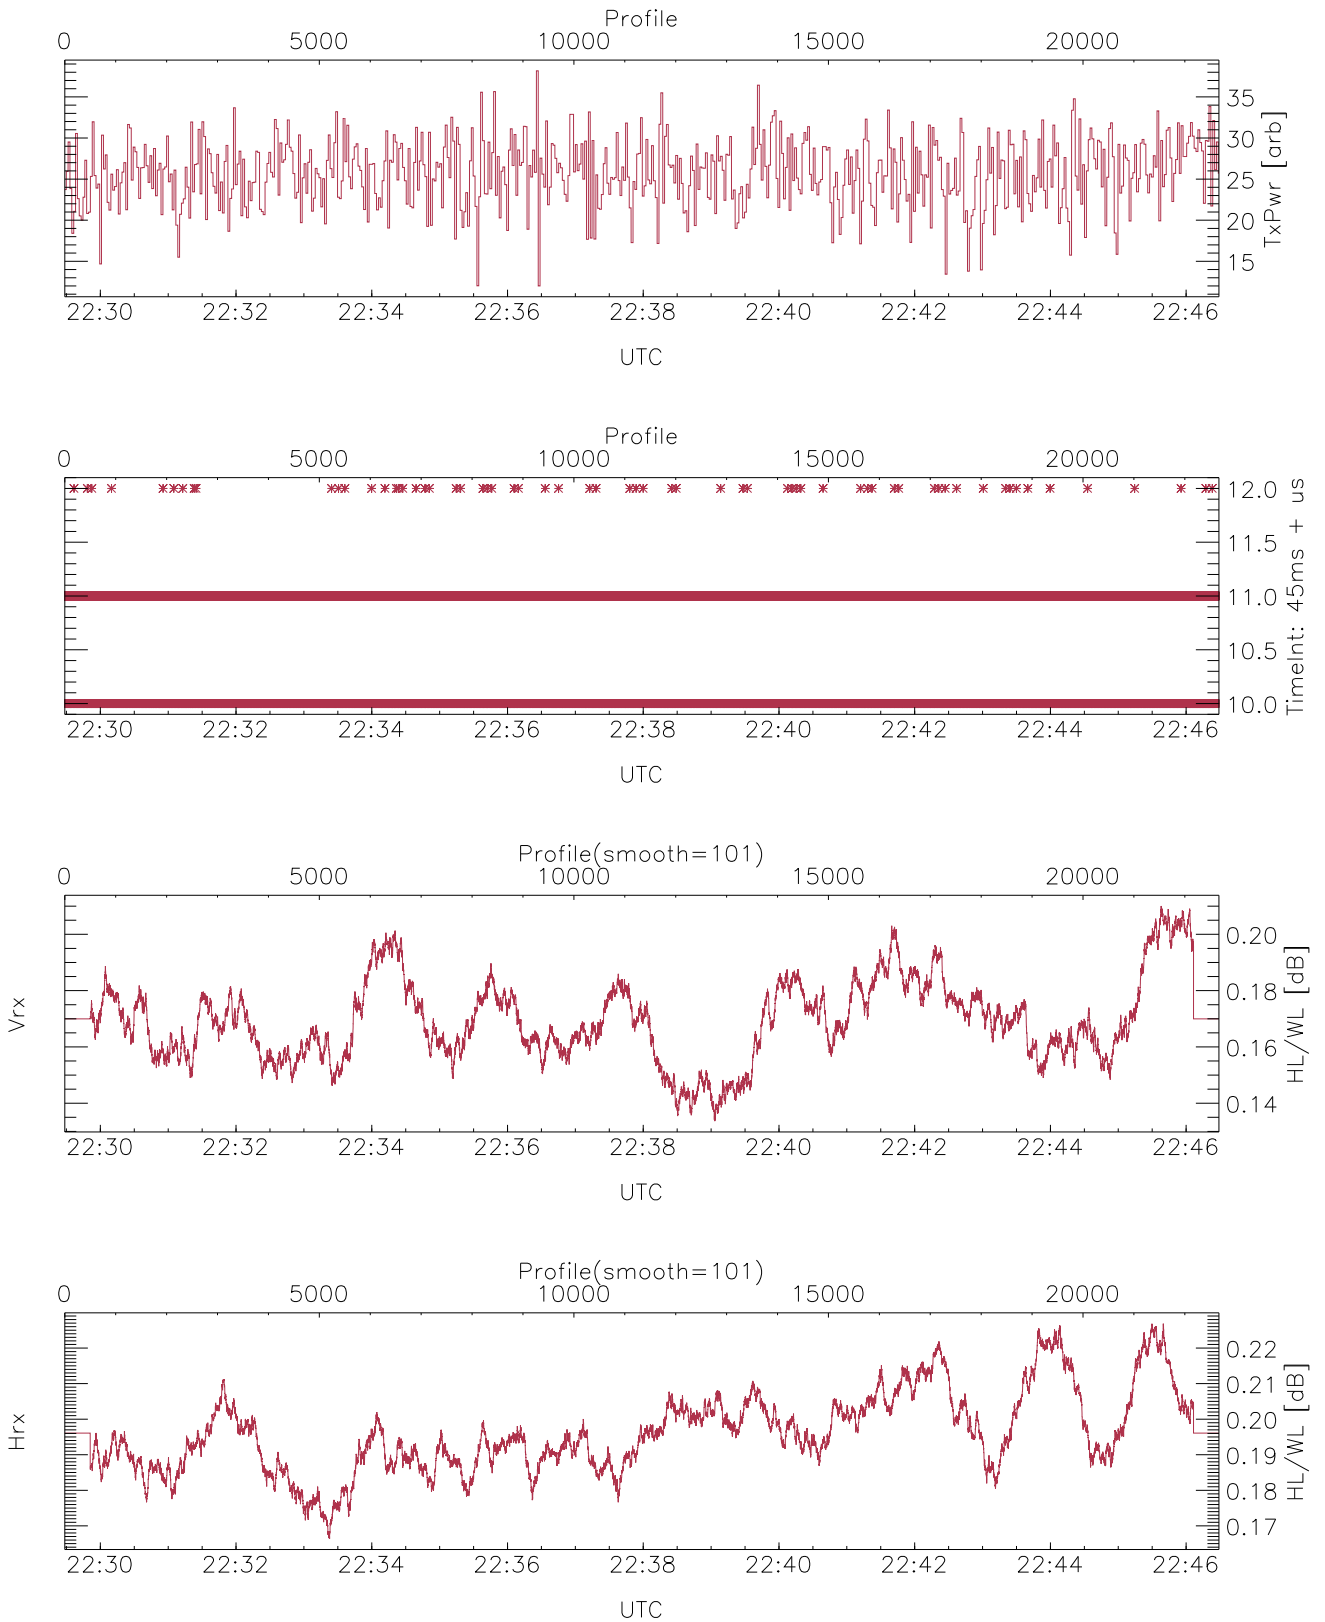 Profile
0 5000 10000 15000 20000
35
30
25
20
15
TxPwr [arb]
22:30 22:32 22:34 22:36 22:38 22:40 22:42 22:44 22:46
UTC
Profile
0 5000 10000 15000 20000
12.0
11.5
11.0
10.5
10.0
TimeInt: 45ms + us
22:30 22:32 22:34 22:36 22:38 22:40 22:42 22:44 22:46
UTC
Profile(smooth=101)
0 5000 10000 15000 20000
Vrx
0.20
0.18
0.16
0.14
HL/WL [dB]
22:30 22:32 22:34 22:36 22:38 22:40 22:42 22:44 22:46
UTC
Profile(smooth=101)
0 5000 10000 15000 20000
Hrx
0.22
0.21
0.20
0.19
0.18
0.17
HL/WL [dB]
22:30 22:32 22:34 22:36 22:38 22:40 22:42 22:44 22:46
UTC